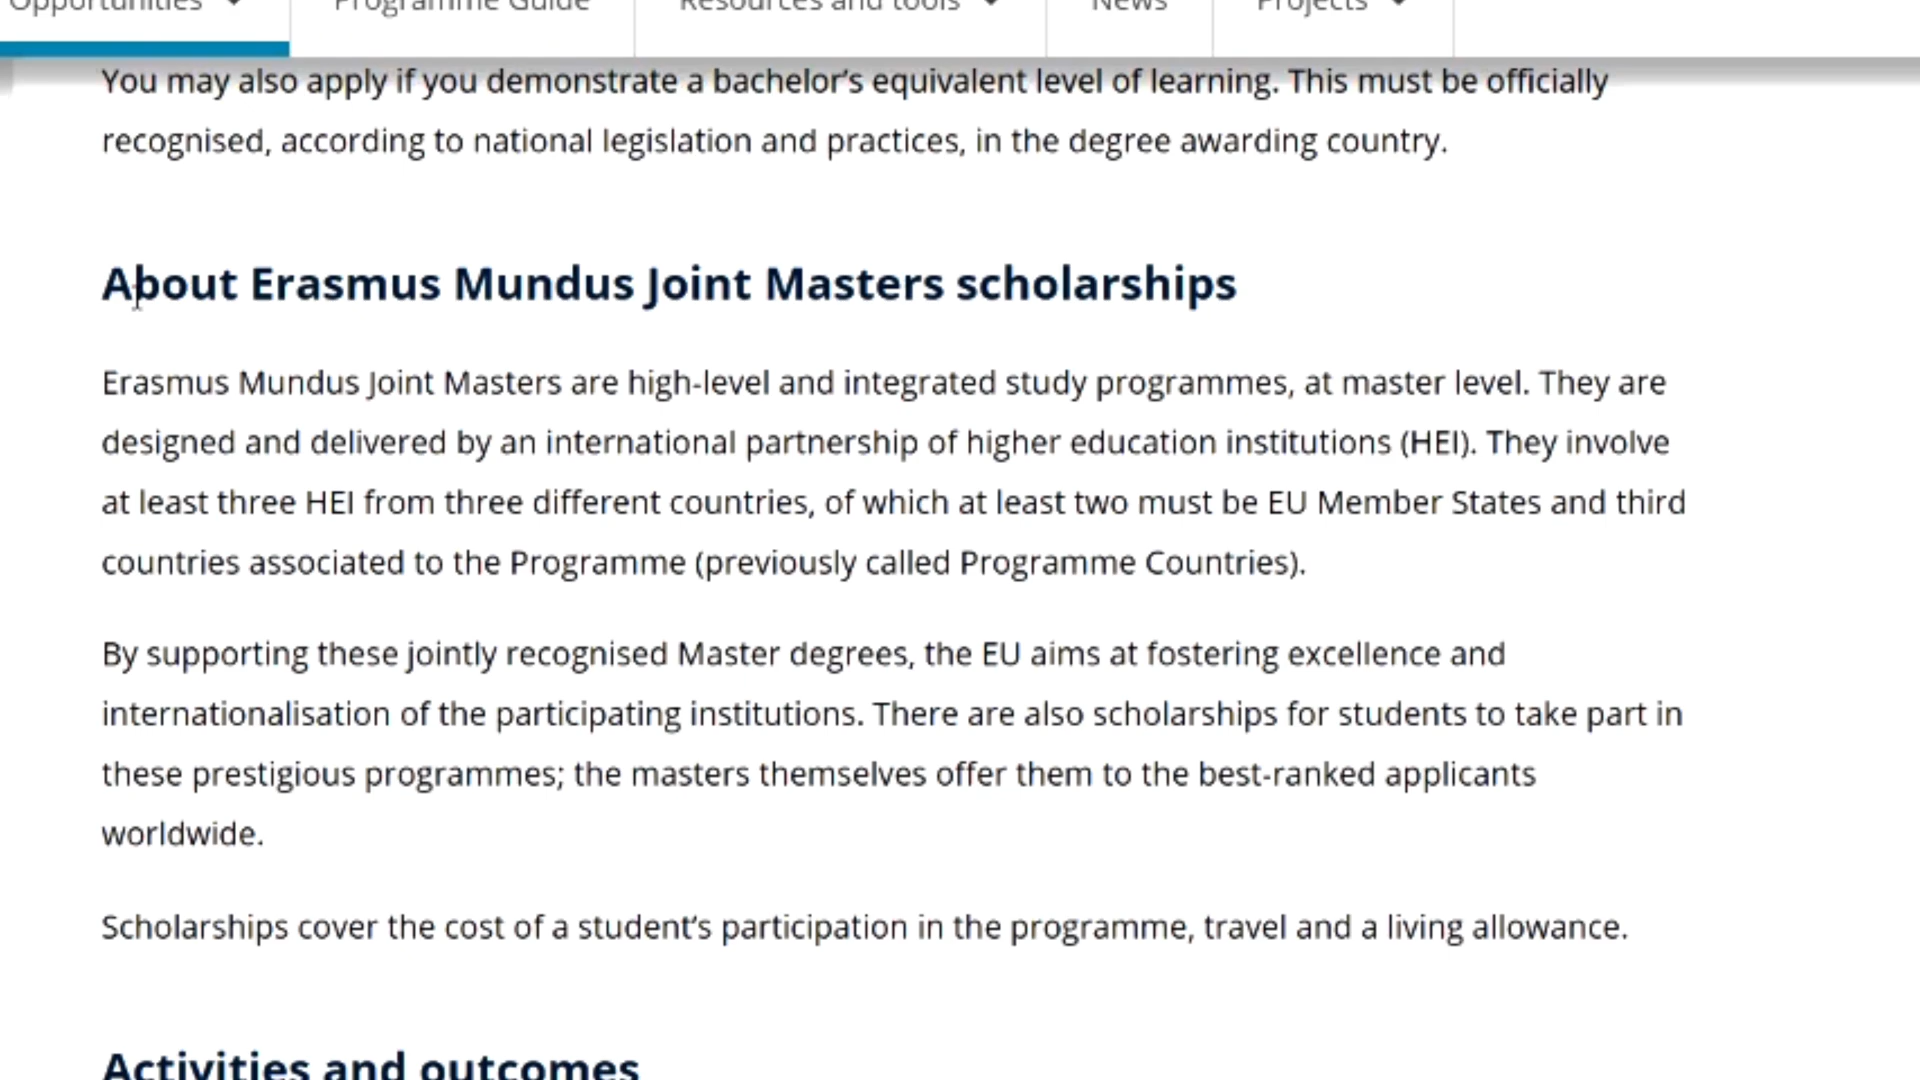 Opportunities
Programme Guide
Resources and tools
News
Projects
You may also apply if you demonstrate a bachelor’s equivalent level of learning. This must be officially
recognised, according to national legislation and practices, in the degree awarding country.
About Erasmus Mundus Joint Masters scholarships
Erasmus Mundus Joint Masters are high-level and integrated study programmes, at master level. They are
designed and delivered by an international partnership of higher education institutions (HEI). They involve
at least three HEI from three different countries, of which at least two must be EU Member States and third
countries associated to the Programme (previously called Programme Countries).
By supporting these jointly recognised Master degrees, the EU aims at fostering excellence and
internationalisation of the participating institutions. There are also scholarships for students to take part in
these prestigious programmes; the masters themselves offer them to the best-ranked applicants
worldwide.
Scholarships cover the cost of a student’s participation in the programme, travel and a living allowance.
Activities and outcomes